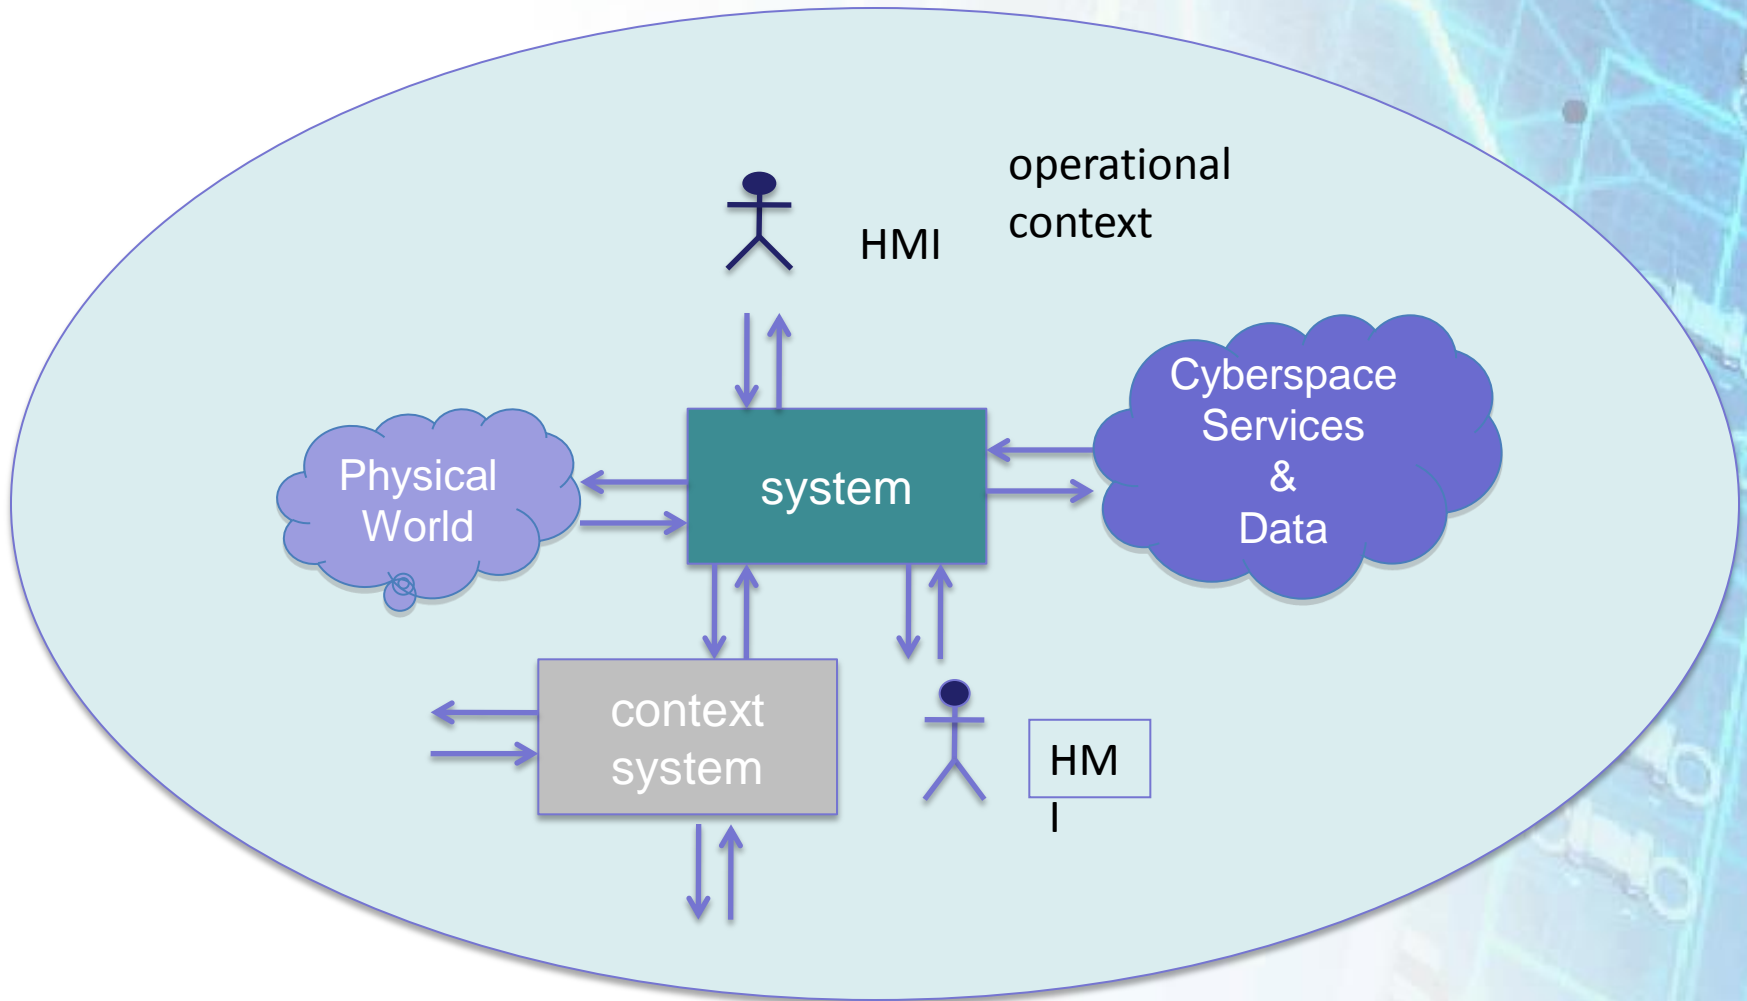 operational
context
HMI
Cyberspace
Services
&
Data
Physical
World
system
context
system
HM
I